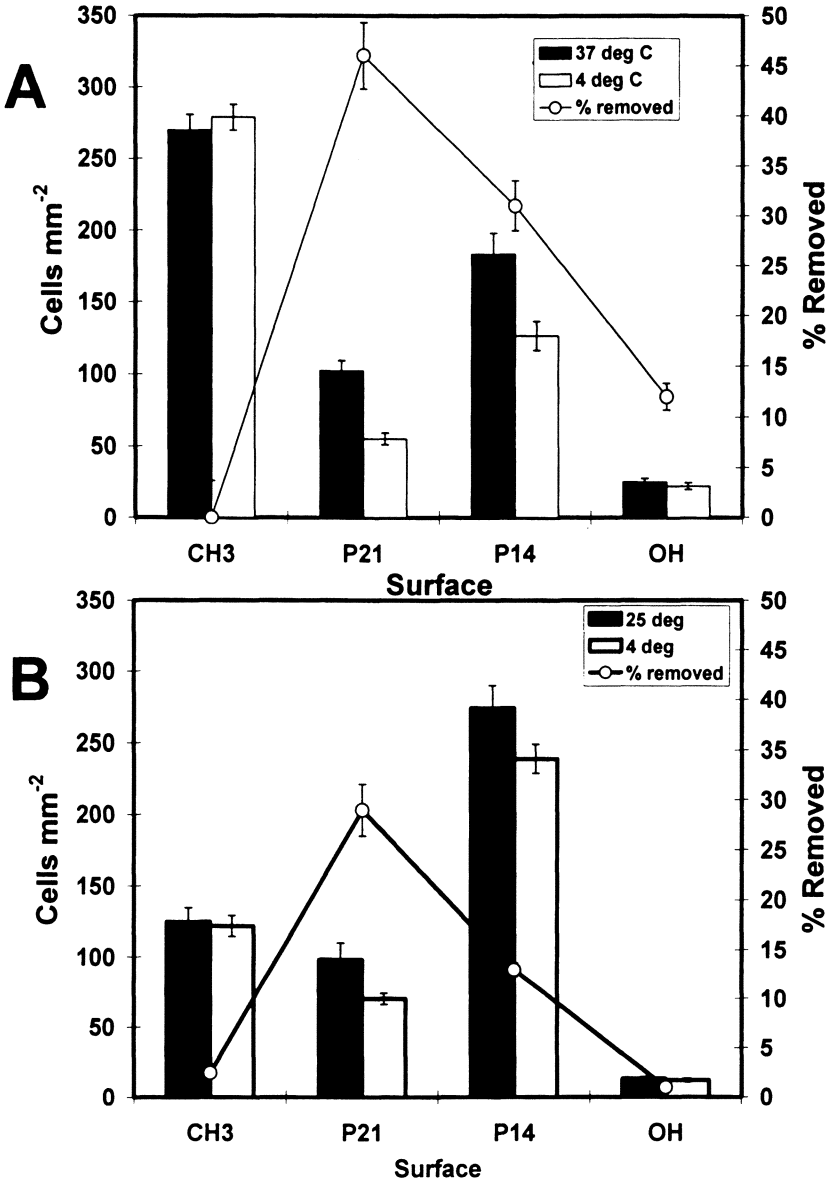 A
350
300
250
200
150
100
50
0
Cells mm-2
50
45
40
35
30
25
20
15
10
5
0
% Removed
37 deg C
4 deg C
% removed
CH3 P21 P14 OH
Surface
B
350
300
250
200
150
100
50
0
Cells mm-2
50
45
40
35
30
25
20
15
10
5
0
% Removed
25 deg
4 deg
% removed
CH3 P21 P14 OH
Surface